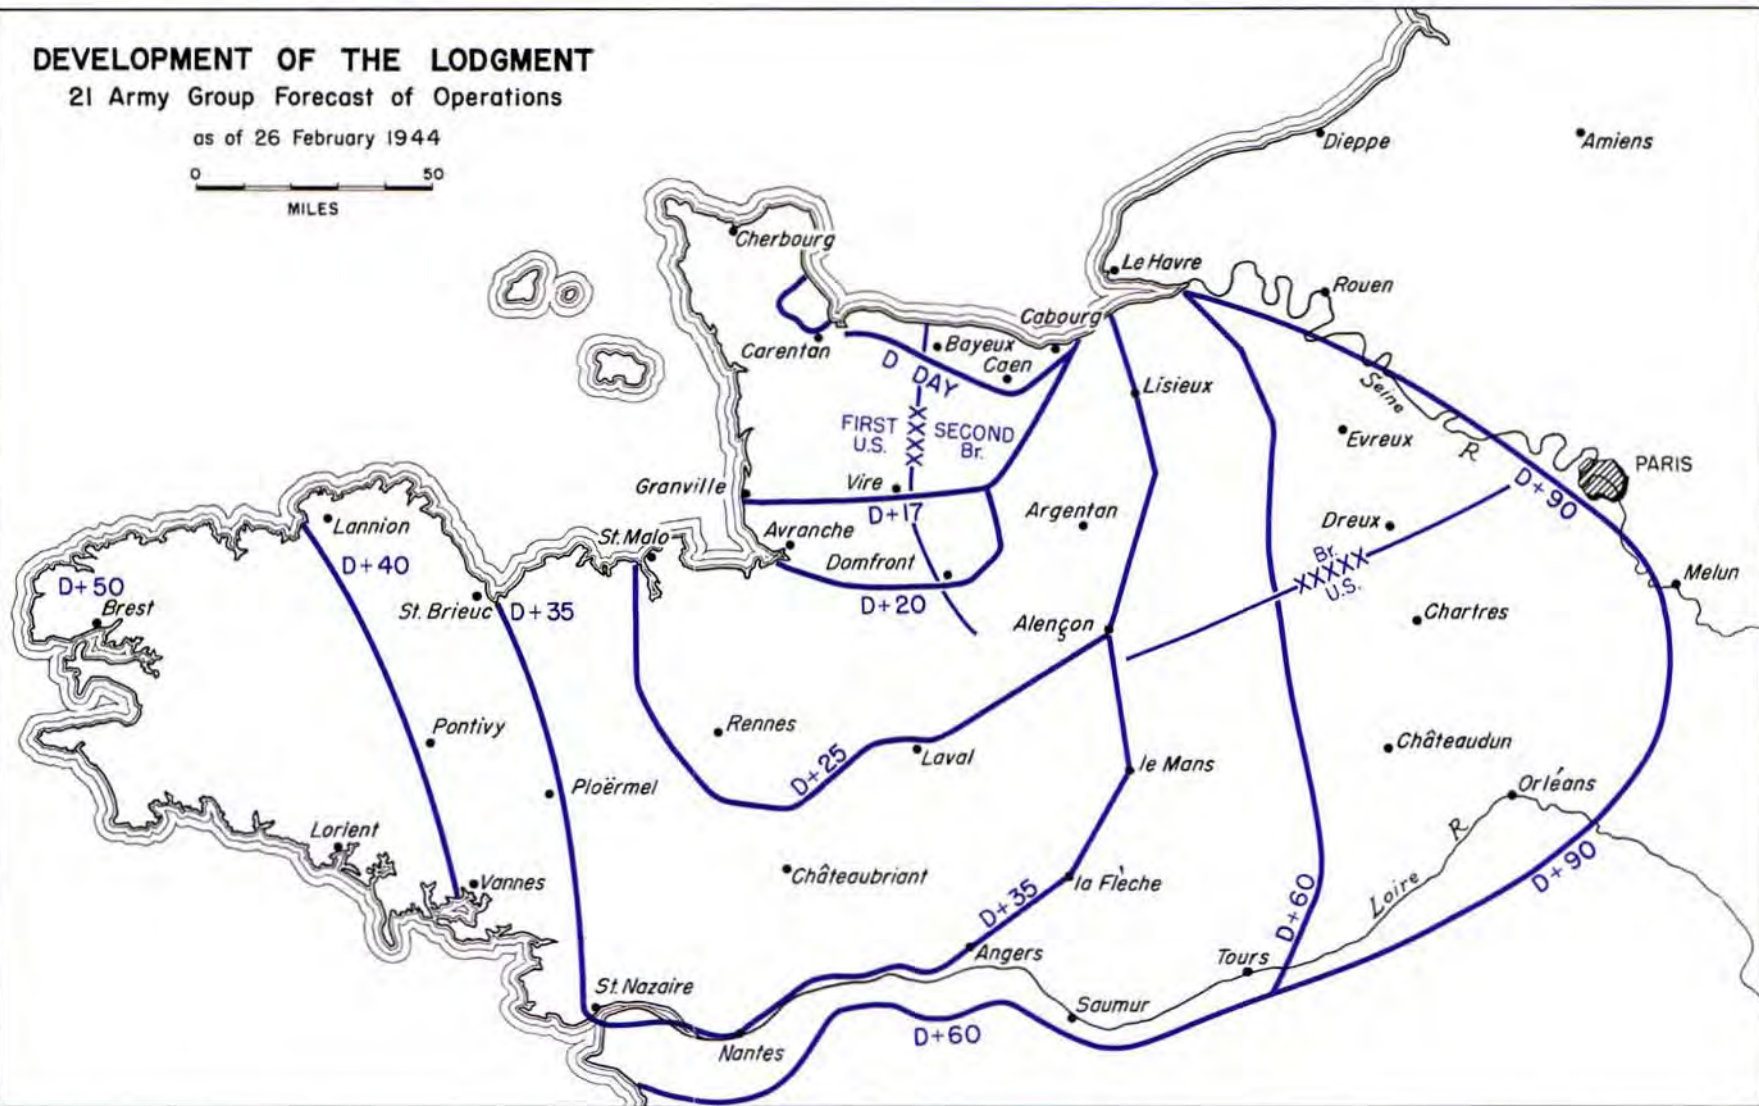 DEVELOPMENT OF THE LODGMENT
21 Army Group Forecast of Operations
as of 26 February 1944
0 50
MILES
Dieppe
Amiens
Cherbourg
Le Havre
Rouen
Cabourg
Carentan
Bayeux
Caen
D DAY
Lisieux
Seine R
FIRST
U.S.
XXXX
SECOND
Br.
Evreux
PARIS
Granville
Vire
D+17
D+90
Lannion
St. Malo
Avranche
Argentan
Dreux
D+40
Domfront
Br.
XXXXX
U.S.
D+50
Brest
St. Brieuc
D+35
D+20
Melun
Alençon
Chartres
Pontivy
Rennes
Laval
Châteaudun
D+25
le Mans
Ploërmel
Orléans
Lorient
Loire R
Vannes
Châteaubriant
la Flèche
D+35
D+60
D+90
Angers
Tours
St. Nazaire
Saumur
Nantes
D+60